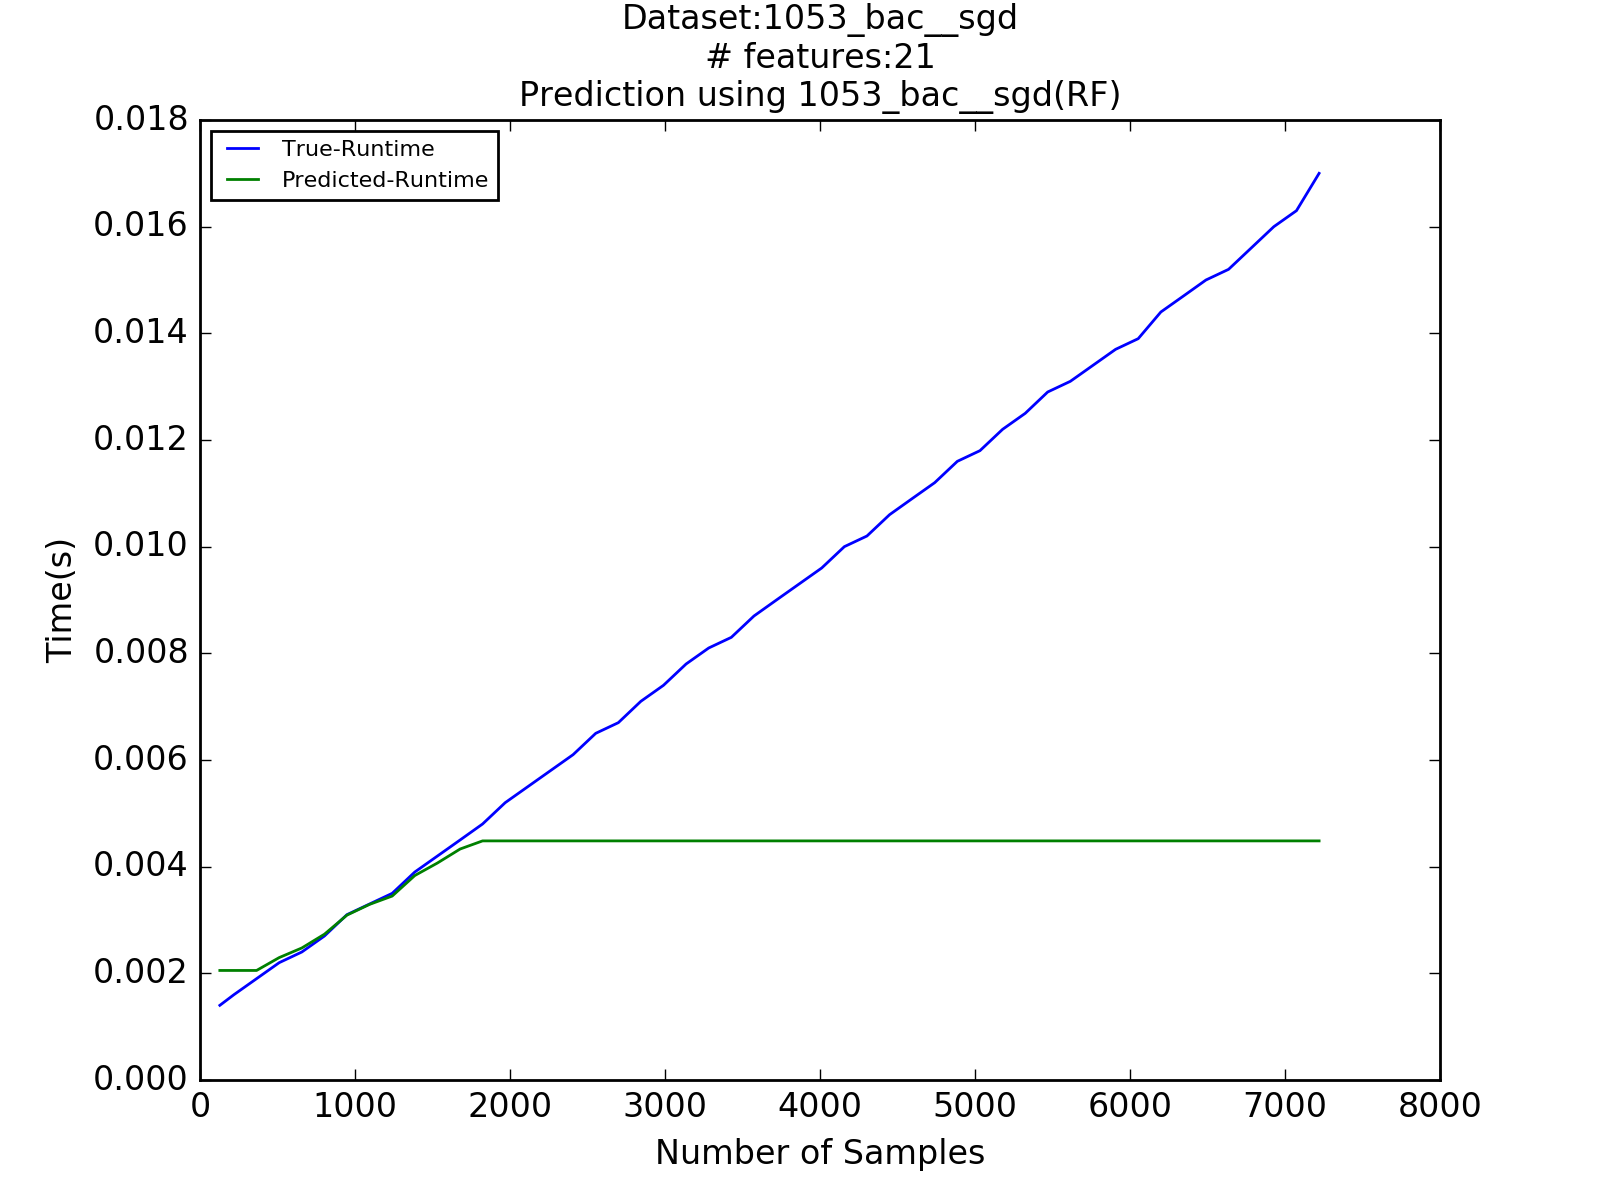 Dataset:1053_bac__sgd
# features:21
Prediction using 1053_bac__sgd(RF)
True-Runtime
Predicted-Runtime
0.018
0.016
0.014
0.012
0.010
0.008
0.006
0.004
0.002
0.000
Time(s)
0 1000 2000 3000 4000 5000 6000 7000 8000
Number of Samples